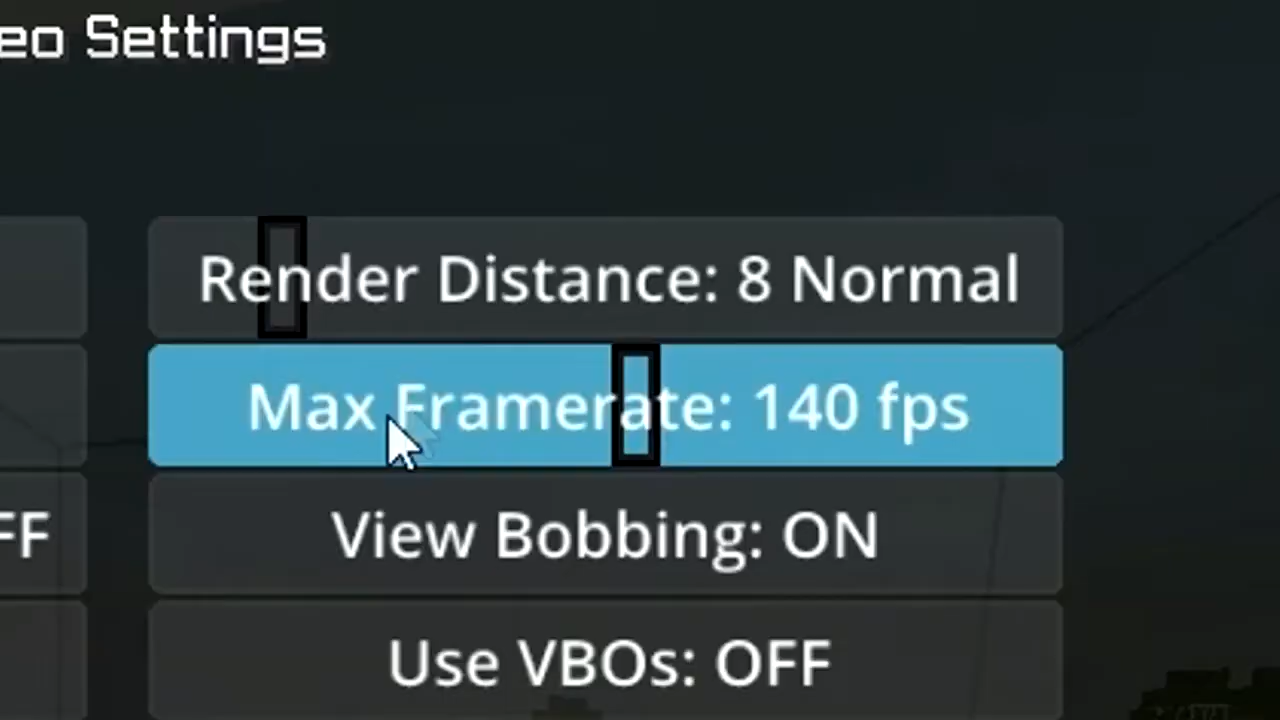 eo Settings
Render Distance: 8 Normal
Max Framerate: 140 fps
FF
View Bobbing: ON
Use VBOs: OFF